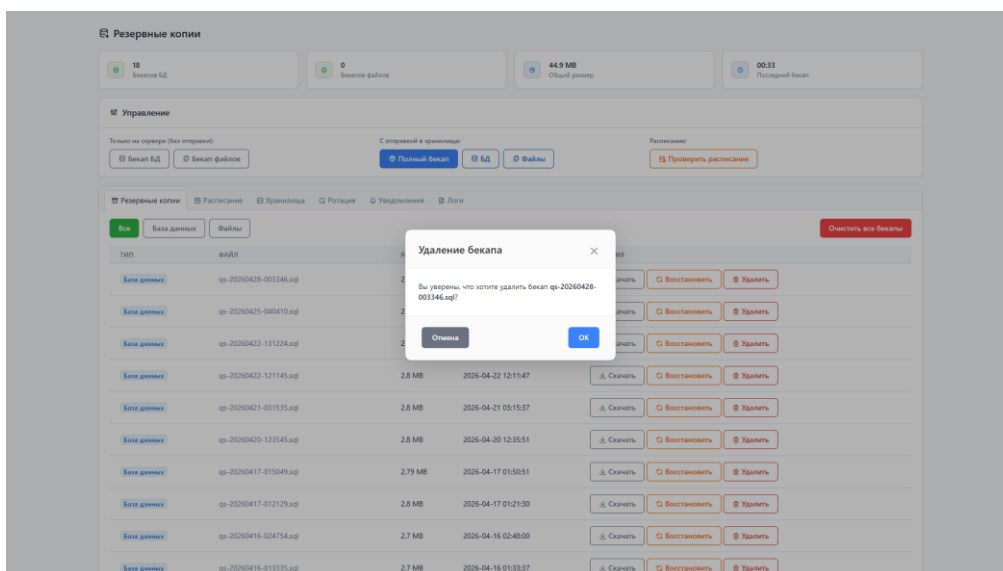 Резервные копии
18
Бекапов БД
0
Бекапов файлов
44.9 MB
Общий размер
00:33
Последний бекап
Управление
Только на сервере (без отправки):
Бекап БД
Бекап файлов
С отправкой в хранилища:
Полный бекап
БД
Файлы
Расписание:
Проверить расписание
Резервные копии Расписание Хранилища Ротация Уведомления Логи
Все База данных Файлы Очистить все бекапы
ТИП ФАЙЛ
База данных qs-20260428-003346.sql Восстановить Удалить
База данных qs-20260425-040410.sql Восстановить Удалить
База данных qs-20260422-131224.sql Восстановить Удалить
Удаление бекапа
Вы уверены, что хотите удалить бекап qs-20260428-
003346.sql?
Отмена OK
База данных qs-20260422-121145.sql 2.8 MB 2026-04-22 12:11:47 Скачать Восстановить Удалить
База данных qs-20260421-031535.sql 2.8 MB 2026-04-21 03:15:37 Скачать Восстановить Удалить
База данных qs-20260420-123545.sql 2.8 MB 2026-04-20 12:35:51 Скачать Восстановить Удалить
База данных qs-20260417-015049.sql 2.79 MB 2026-04-17 01:50:51 Скачать Восстановить Удалить
База данных qs-20260417-012129.sql 2.8 MB 2026-04-17 01:21:30 Скачать Восстановить Удалить
База данных qs-20260416-024754.sql 2.7 MB 2026-04-16 02:48:00 Скачать Восстановить Удалить
База данных qs-20260416-013335.sql 2.7 MB 2026-04-16 01:33:37 Скачать Восстановить Удалить